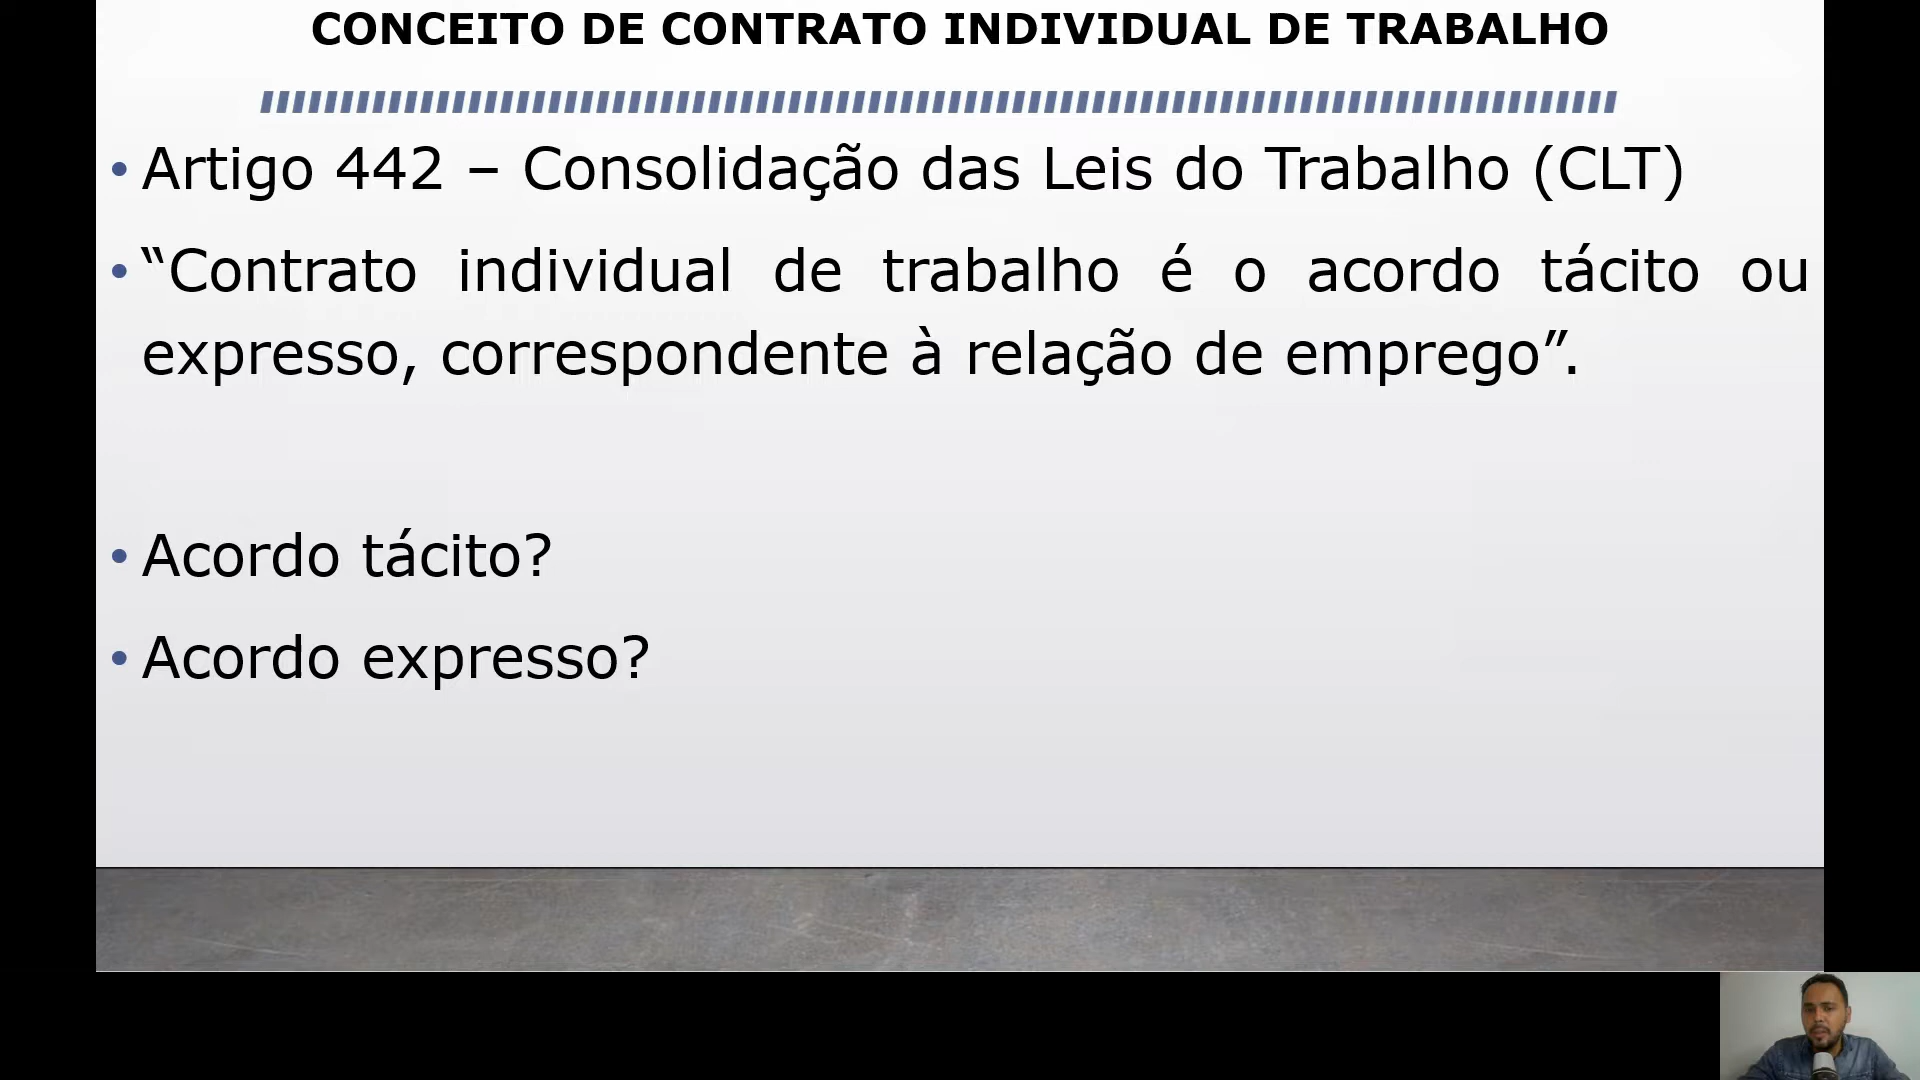 CONCEITO DE CONTRATO INDIVIDUAL DE TRABALHO
• Artigo 442 – Consolidação das Leis do Trabalho (CLT)
• “Contrato individual de trabalho é o acordo tácito ou
expresso, correspondente à relação de emprego”.
• Acordo tácito?
• Acordo expresso?